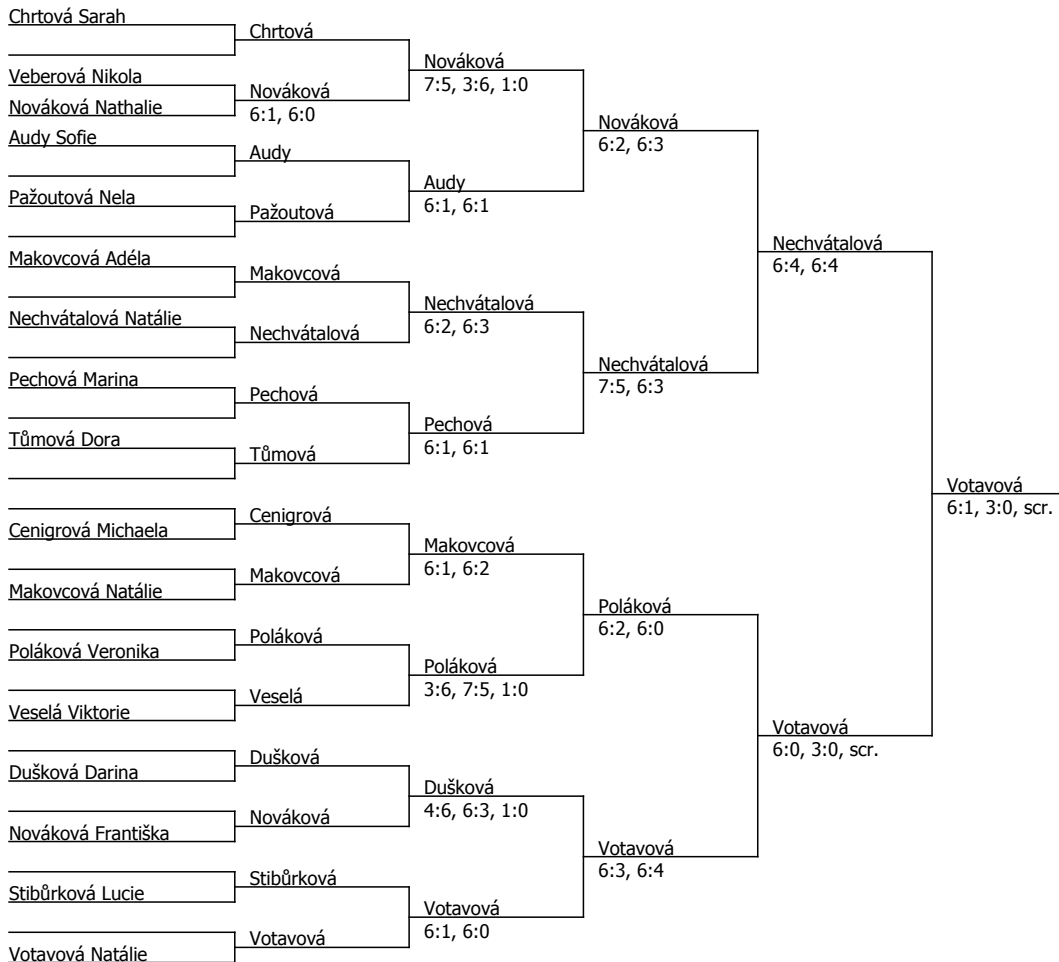 Chrtová Sarah
Veberová Nikola
Nováková Nathalie
Audy Sofie
Pažoutová Nela
Makovcová Adéla
Nechvátalová Natálie
Pechová Marina
Tůmová Dora
Cenigrová Michaela
Makovcová Natálie
Poláková Veronika
Veselá Viktorie
Dušková Darina
Nováková Františka
Stibůrková Lucie
Votavová Natálie
Chrtová
Nováková
6:1, 6:0
Audy
Pažoutová
Makovcová
Nechvátalová
Pechová
Tůmová
Cenigrová
Makovcová
Poláková
Veselá
Dušková
Nováková
Stibůrková
Votavová
Nováková
7:5, 3:6, 1:0
Audy
6:1, 6:1
Nechvátalová
6:2, 6:3
Pechová
6:1, 6:1
Makovcová
6:1, 6:2
Poláková
3:6, 7:5, 1:0
Dušková
4:6, 6:3, 1:0
Votavová
6:1, 6:0
Nováková
6:2, 6:3
Nechvátalová
7:5, 6:3
Poláková
6:2, 6:0
Votavová
6:3, 6:4
Nechvátalová
6:4, 6:4
Votavová
6:0, 3:0, scr.
Votavová
6:1, 3:0, scr.